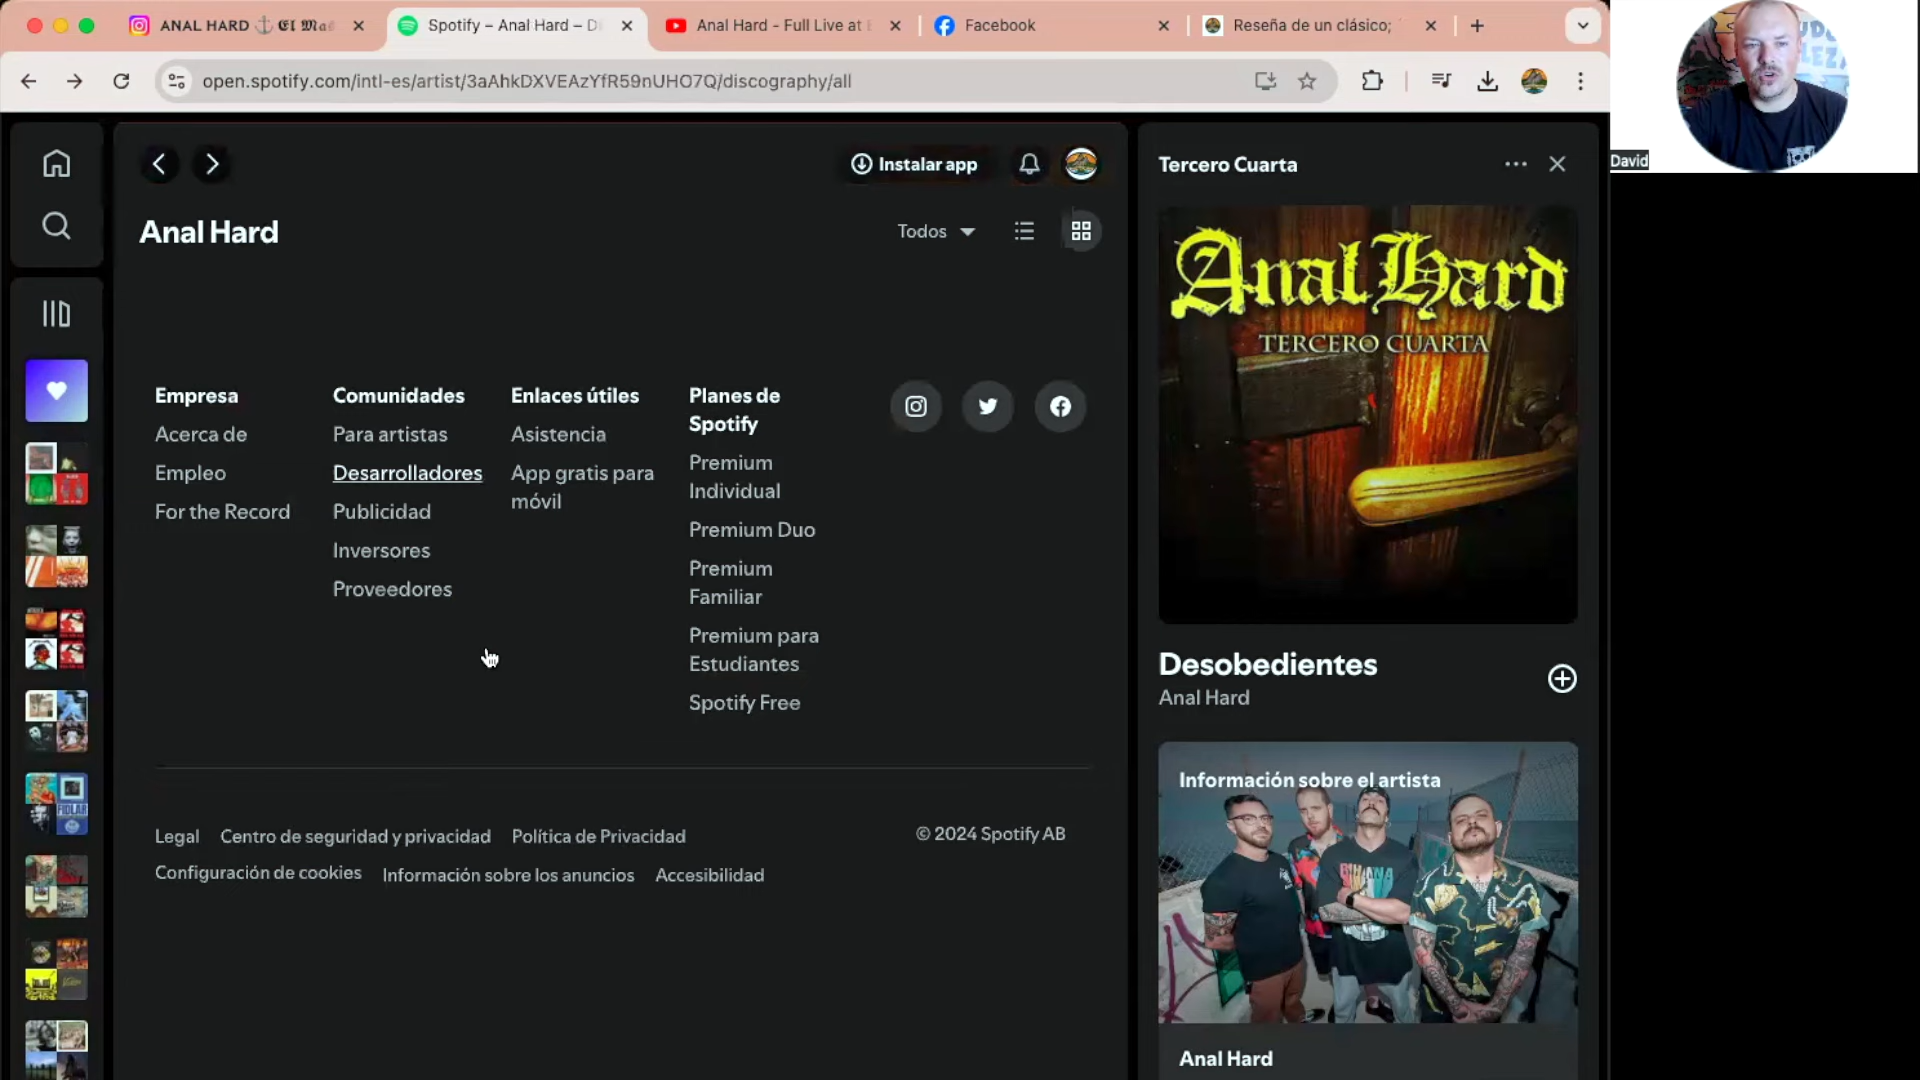 ANAL HARD ⚓ El Mas
Spotify – Anal Hard – Di
Anal Hard - Full Live at
Facebook
Reseña de un clásico;
open.spotify.com/intl-es/artist/3aAhkDXVEAzYfR59nUHO7Q/discography/all
David
Instalar app
Tercero Cuarta
Anal Hard
Todos
Anal Hard
TERCERO CUARTA
Empresa
Acerca de
Empleo
For the Record
Comunidades
Para artistas
Desarrolladores
Publicidad
Inversores
Proveedores
Enlaces útiles
Asistencia
App gratis para
móvil
Planes de
Spotify
Premium
Individual
Premium Duo
Premium
Familiar
Premium para
Estudiantes
Spotify Free
Desobedientes
Anal Hard
Información sobre el artista
FIDLAR
Legal
Centro de seguridad y privacidad
Política de Privacidad
© 2024 Spotify AB
Configuración de cookies
Información sobre los anuncios
Accesibilidad
Anal Hard